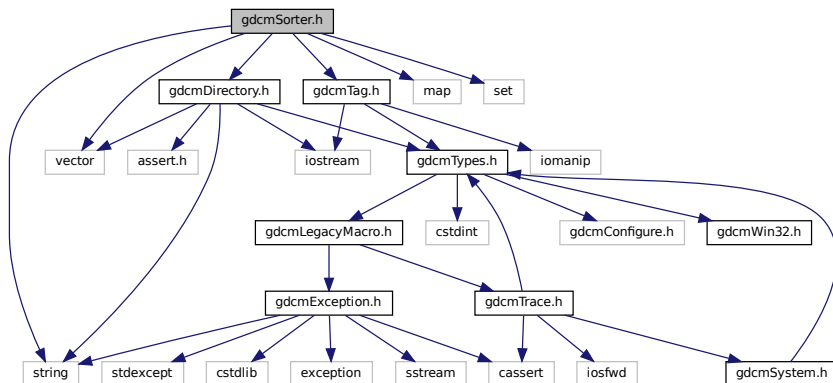 gdcmSorter.h
gdcmDirectory.h
gdcmTag.h
map
set
vector
assert.h
iostream
gdcmTypes.h
iomanip
gdcmLegacyMacro.h
cstdint
gdcmConfigure.h
gdcmWin32.h
gdcmException.h
gdcmTrace.h
string
stdexcept
cstdlib
exception
sstream
cassert
iosfwd
gdcmSystem.h